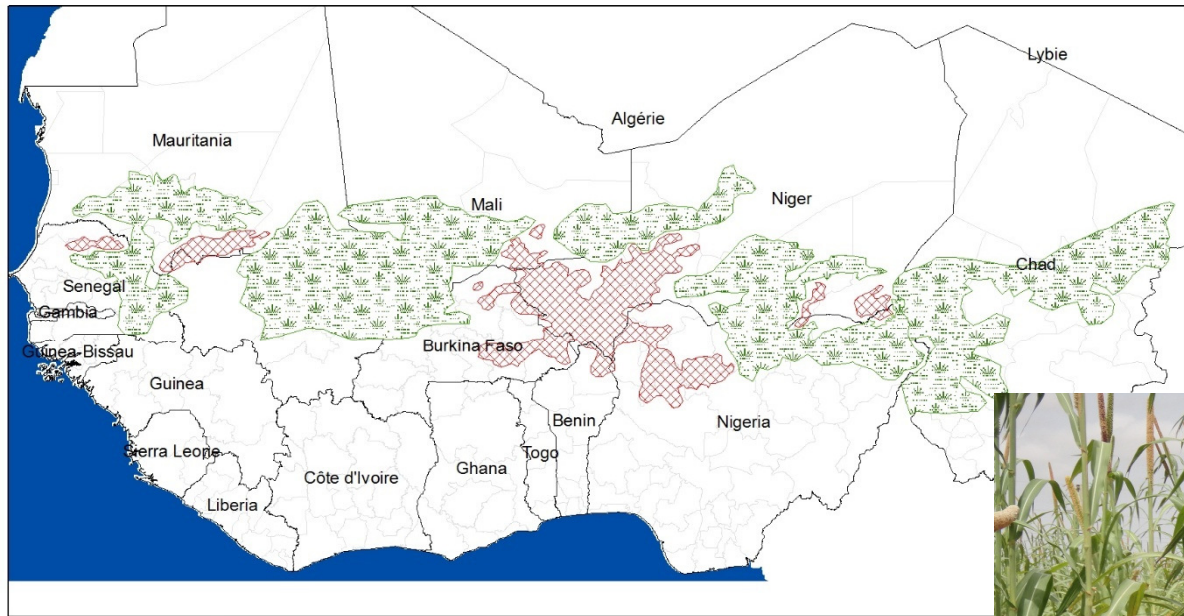 Lybie
Algérie
Mauritania
Mali
Niger
Chad
Senegal
Gambia
Guinea-Bissau
Burkina Faso
Guinea
Benin
Nigeria
Sierra Leone
Togo
Ghana
Côte d'Ivoire
Liberia